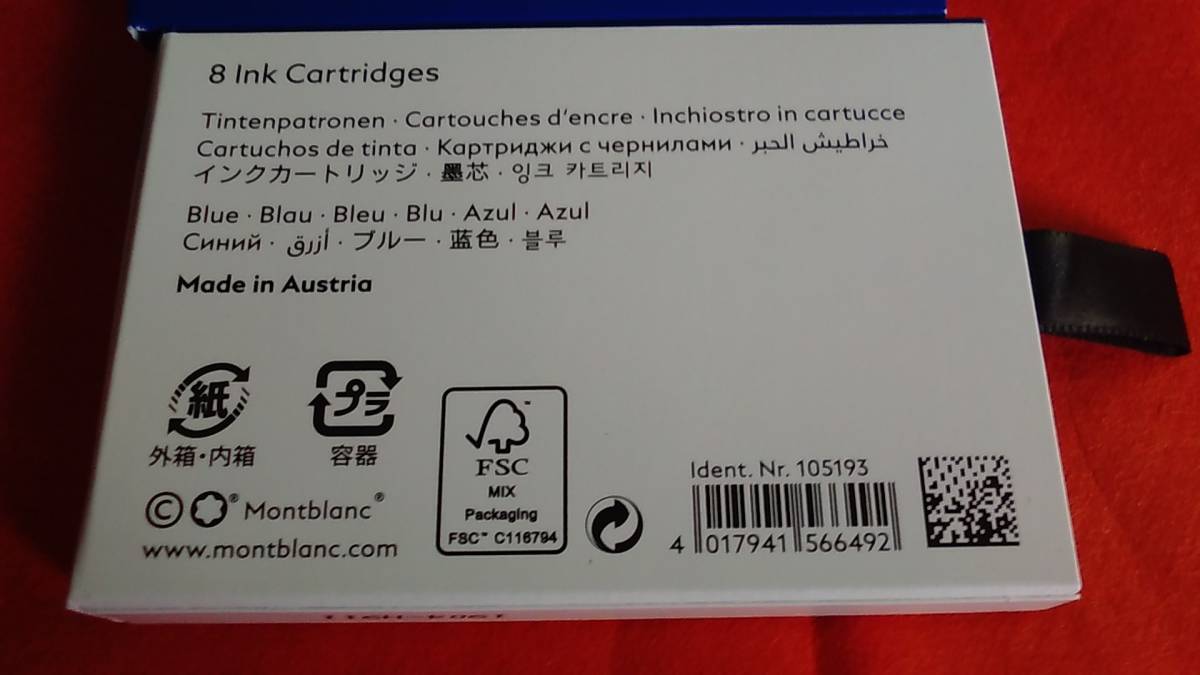 8 Ink Cartridges
Tintenpatronen · Cartouches d'encre · Inchiostro in cartucce
Cartuchos de tinta · Картриджи с чернилами · خراطيش الحبر
インクカートリッジ · 墨芯 · 잉크 카트리지
Blue · Blau · Bleu · Blu · Azul · Azul
Синий · أزرق · ブルー · 蓝色 · 블루
Made in Austria
紙
外箱・内箱
プラ
容器
© ® Montblanc®
www.montblanc.com
FSC™
MIX
Packaging
FSC™ C116794
Ident. Nr. 105193
4 017941 566492